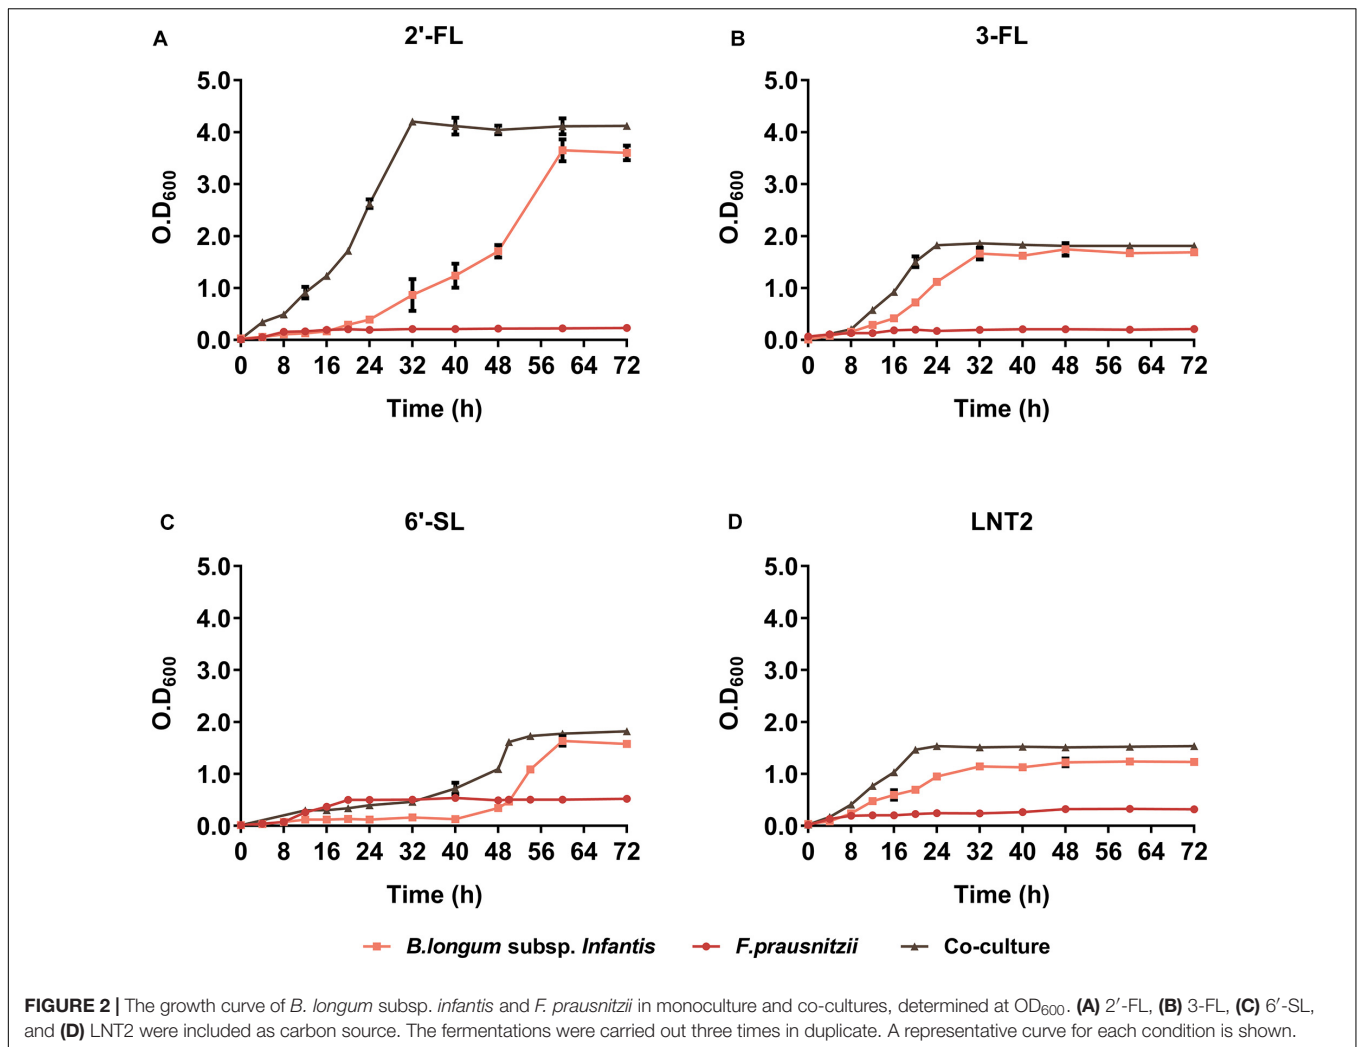 A 2'-FL
5.0
4.0
3.0
2.0
1.0
0.0
O.D600
0 8 16 24 32 40 48 56 64 72
Time (h)
B 3-FL
5.0
4.0
3.0
2.0
1.0
0.0
O.D600
0 8 16 24 32 40 48 56 64 72
Time (h)
C 6'-SL
5.0
4.0
3.0
2.0
1.0
0.0
O.D600
0 8 16 24 32 40 48 56 64 72
Time (h)
D LNT2
5.0
4.0
3.0
2.0
1.0
0.0
O.D600
0 8 16 24 32 40 48 56 64 72
Time (h)
B.longum subsp. Infantis F.prausnitzii Co-culture
FIGURE 2 | The growth curve of B. longum subsp. infantis and F. prausnitzii in monoculture and co-cultures, determined at OD600. (A) 2′-FL, (B) 3-FL, (C) 6′-SL,
and (D) LNT2 were included as carbon source. The fermentations were carried out three times in duplicate. A representative curve for each condition is shown.